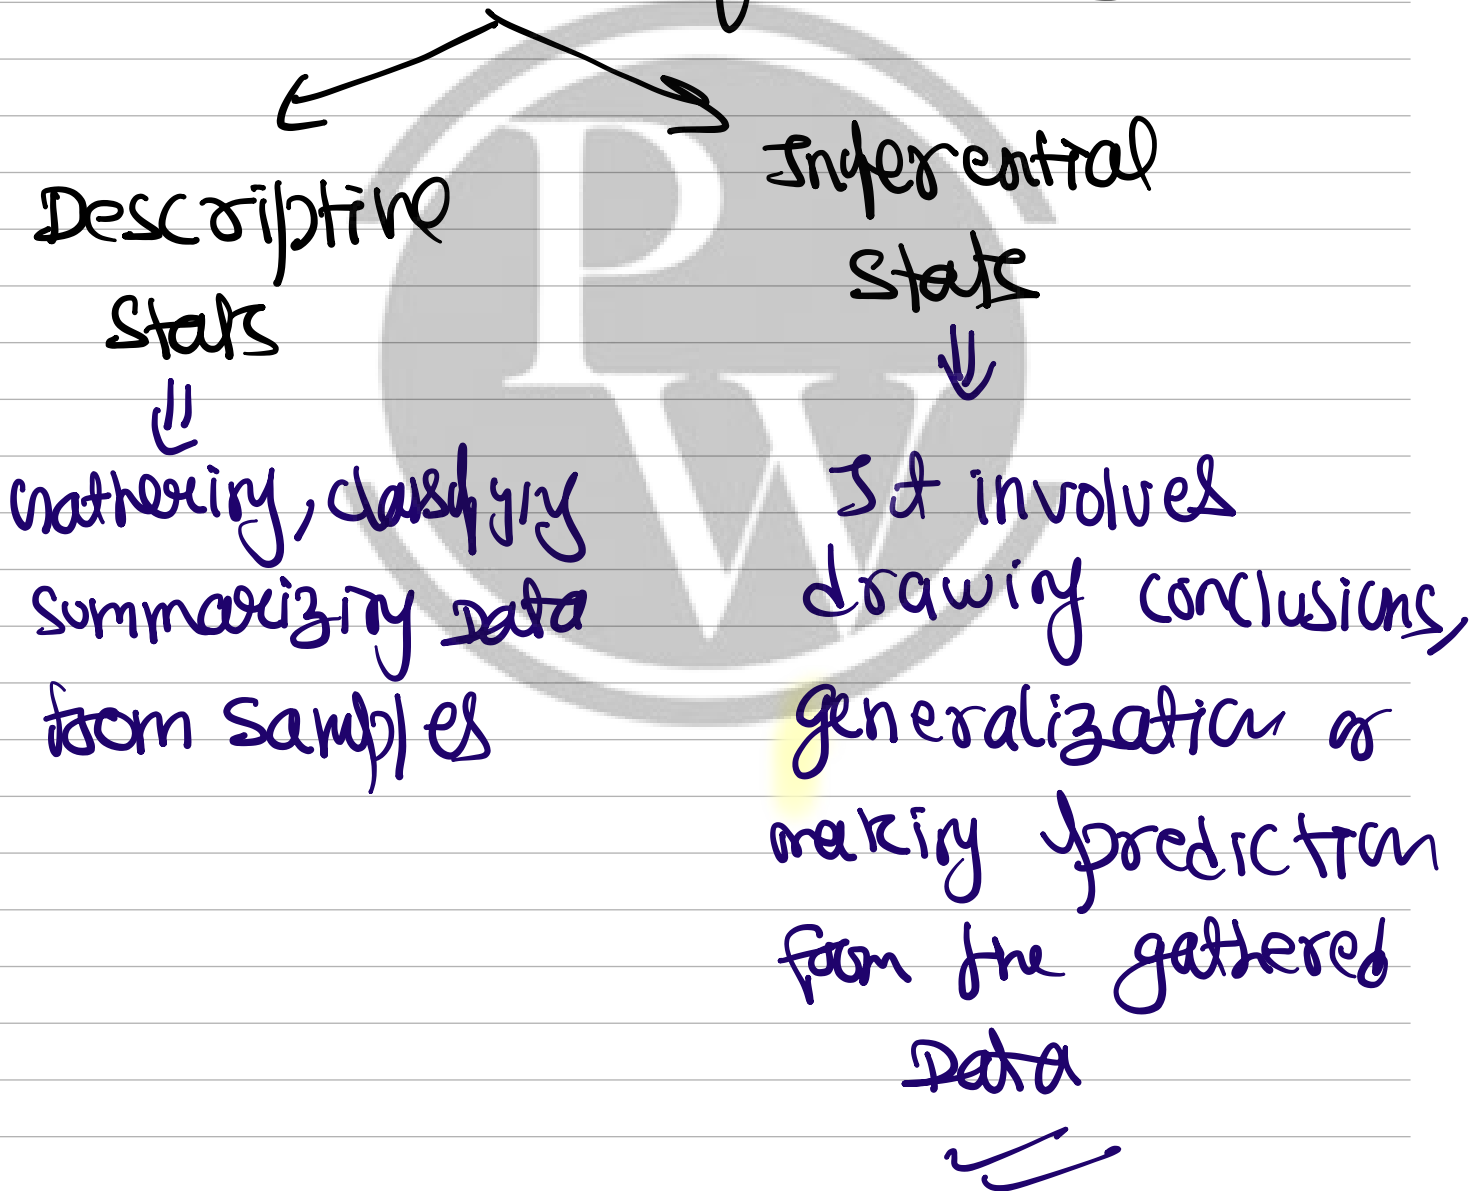 Descriptive
Stats
Inferential
Stats
Gathering, classifying
summarizing Data
from samples
It involves
drawing conclusions,
generalization or
making prediction
from the gathered
Data
PW